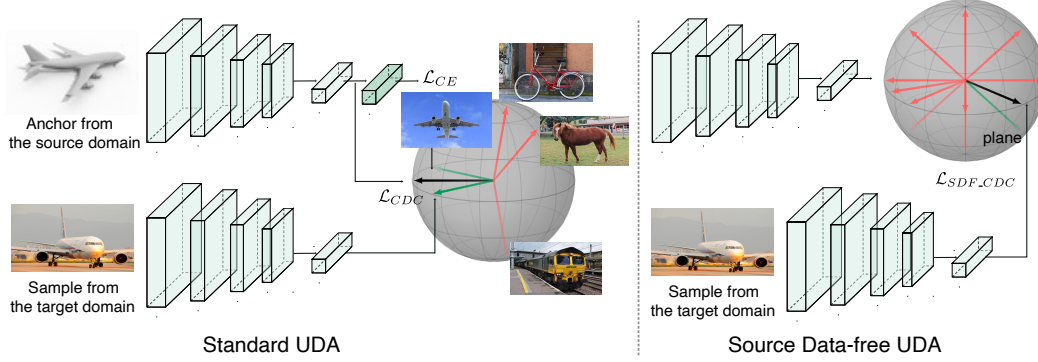 Anchor from
the source domain
ℒ_CE
ℒ_CDC
Sample from
the target domain
Standard UDA
plane
ℒ_SDF_CDC
Sample from
the target domain
Source Data-free UDA